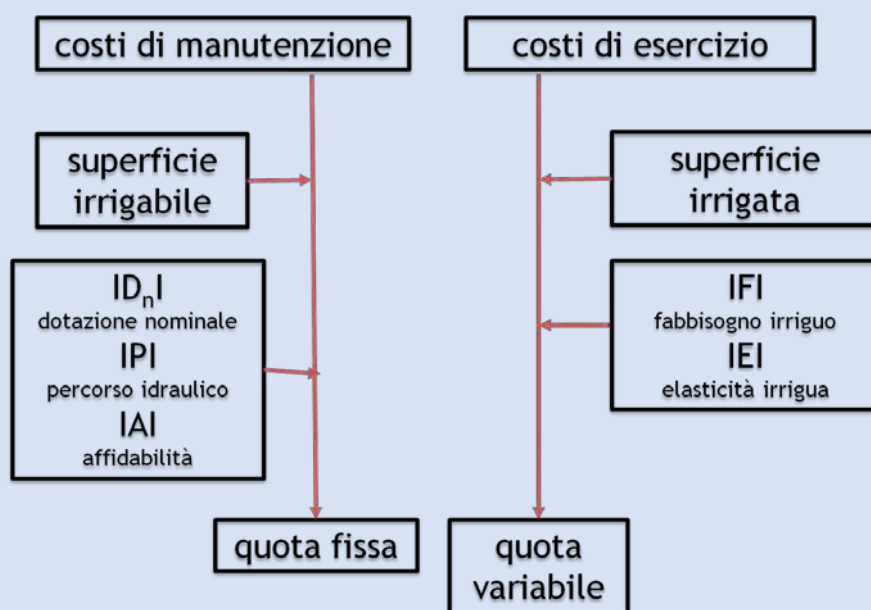 costi di manutenzione
costi di esercizio
superficie
irrigabile
superficie
irrigata
IDnI
dotazione nominale
IPI
percorso idraulico
IAI
affidabilità
IFI
fabbisogno irriguo
IEI
elasticità irrigua
quota fissa
quota
variabile